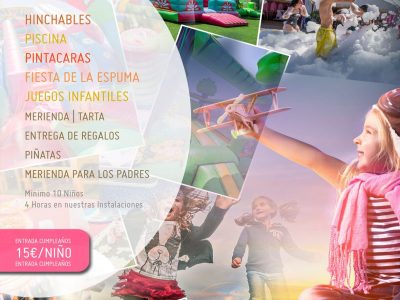 HINCHABLES
PISCINA
PINTACARAS
FIESTA DE LA ESPUMA
JUEGOS INFANTILES
MERIENDA | TARTA
ENTREGA DE REGALOS
PIÑATAS
MERIENDA PARA LOS PADRES
Mínimo 10 Niños
4 Horas en nuestras Instalaciones
ENTRADA CUMPLEAÑOS
15€/NIÑO
ENTRADA CUMPLEAÑOS